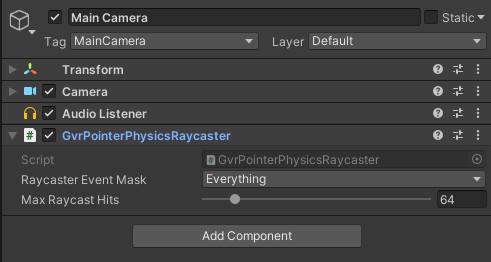 Main Camera Static
Tag MainCamera Layer Default
Transform
Camera
Audio Listener
# GvrPointerPhysicsRaycaster
Script # GvrPointerPhysicsRaycaster
Raycaster Event Mask Everything
Max Raycast Hits 64
Add Component